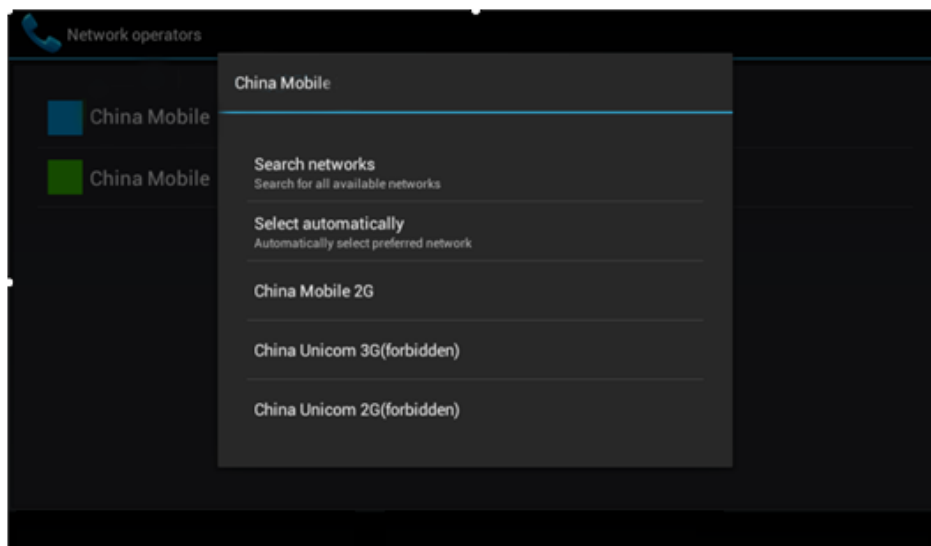 Network operators
China Mobile
China Mobile
China Mobile
Search networks
Search for all available networks
Select automatically
Automatically select preferred network
China Mobile 2G
China Unicom 3G(forbidden)
China Unicom 2G(forbidden)